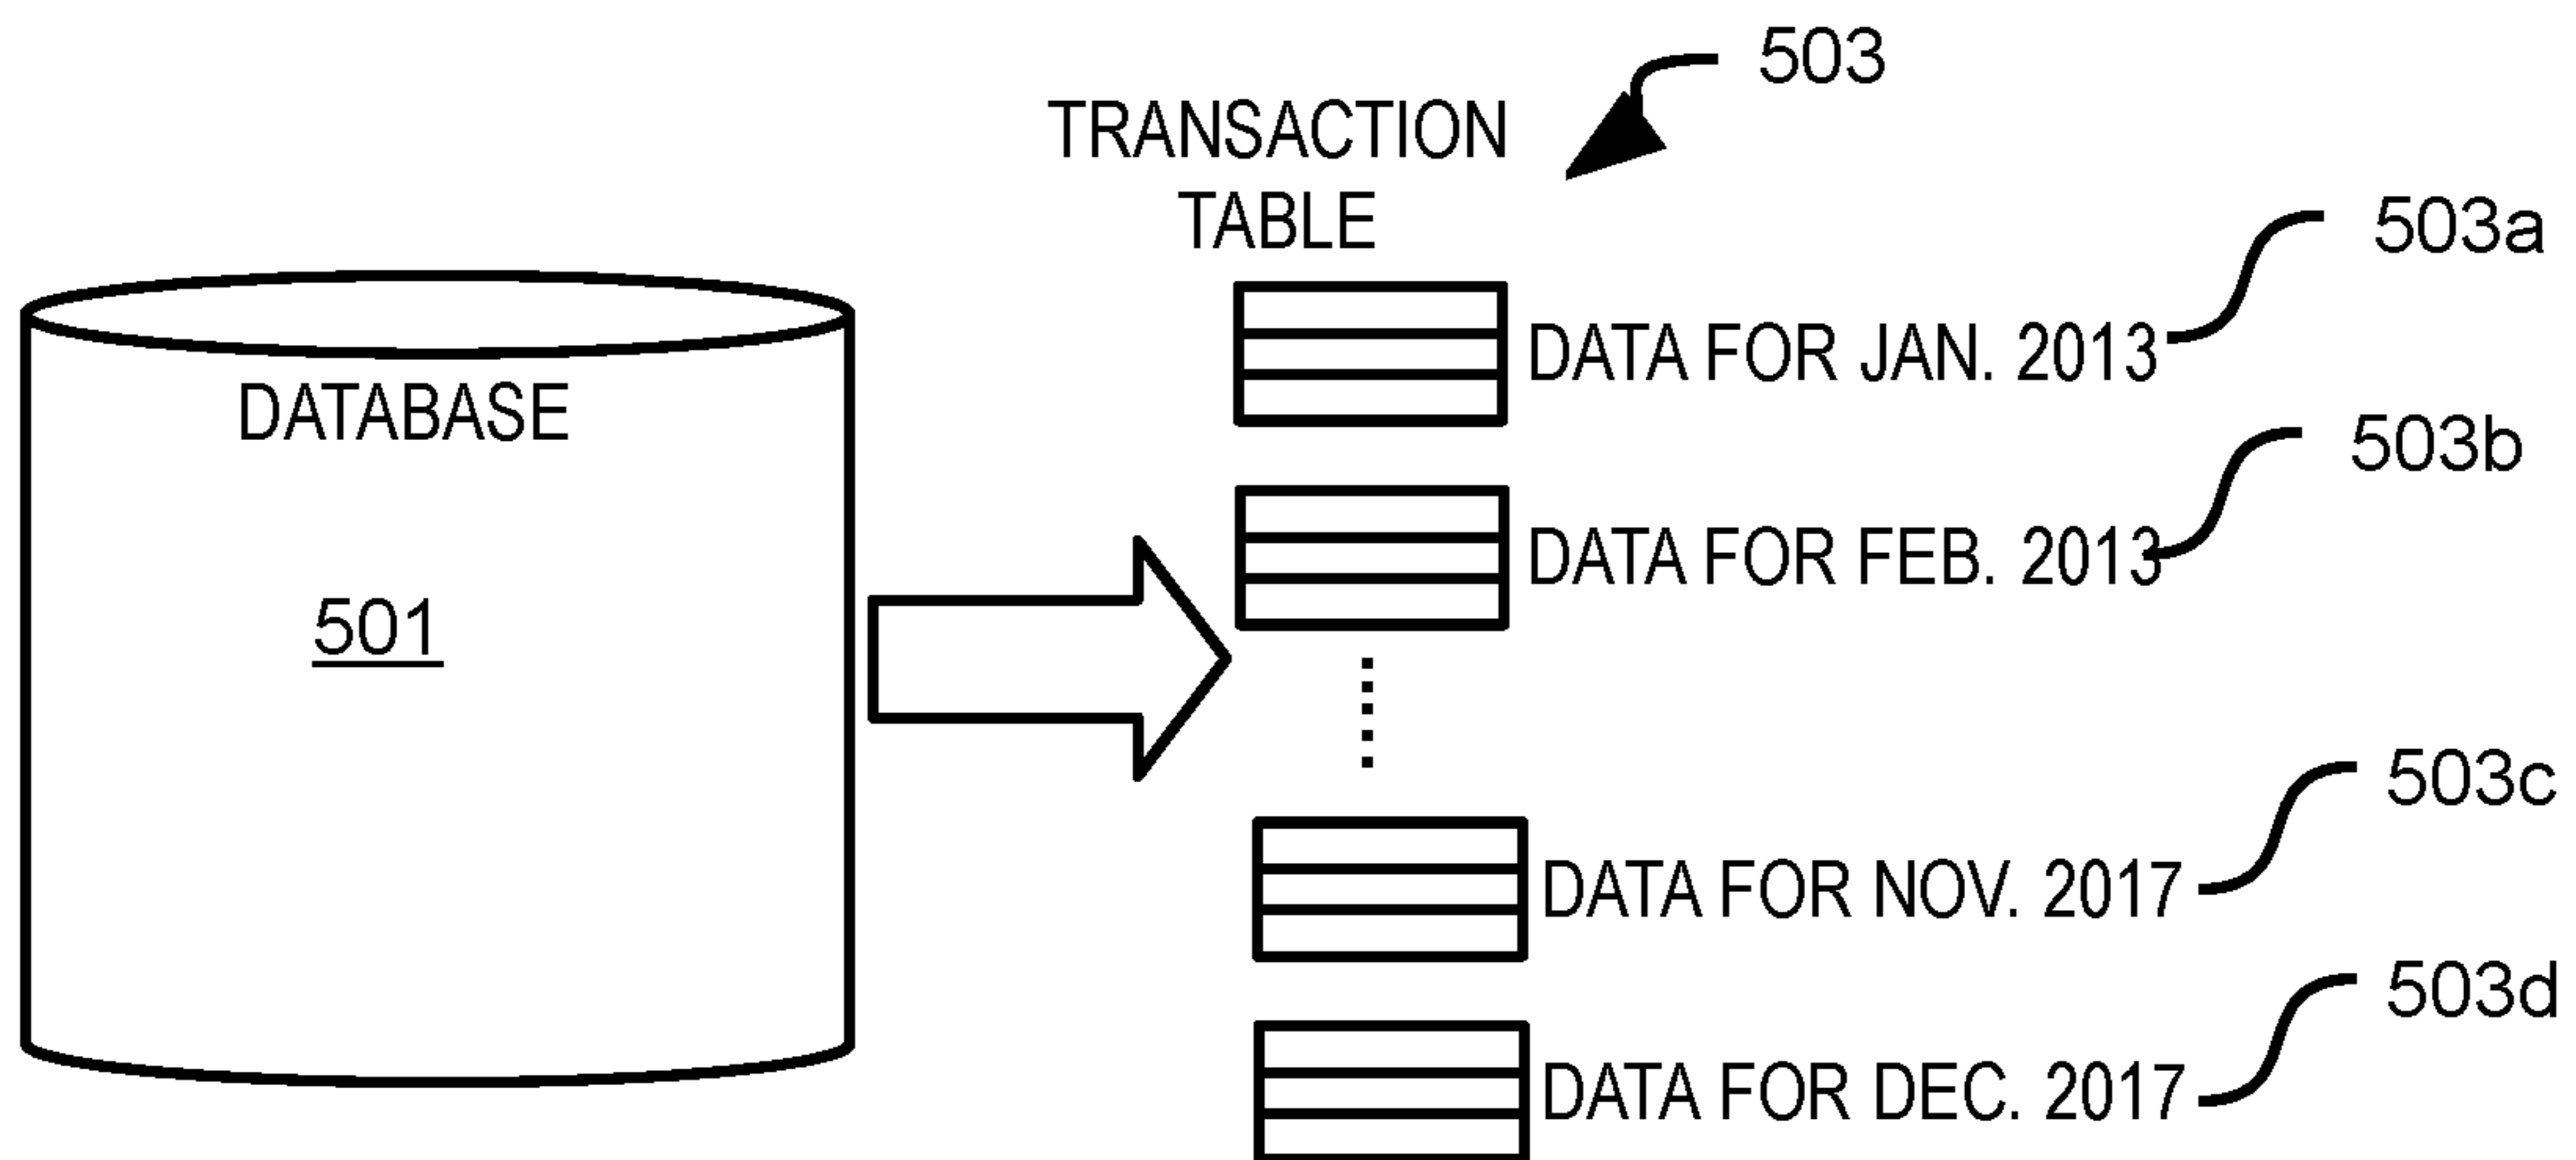 503
TRANSACTION
TABLE
503a
DATA FOR JAN. 2013
DATABASE
503b
DATA FOR FEB. 2013
501
503c
DATA FOR NOV. 2017
503d
DATA FOR DEC. 2017